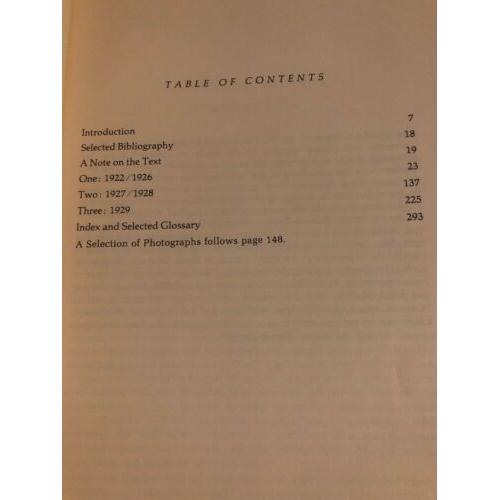 TABLE OF CONTENTS
Introduction 7
Selected Bibliography 18
A Note on the Text 19
One: 1922/1926 23
Two: 1927/1928 137
Three: 1929 225
Index and Selected Glossary 293
A Selection of Photographs follows page 148.